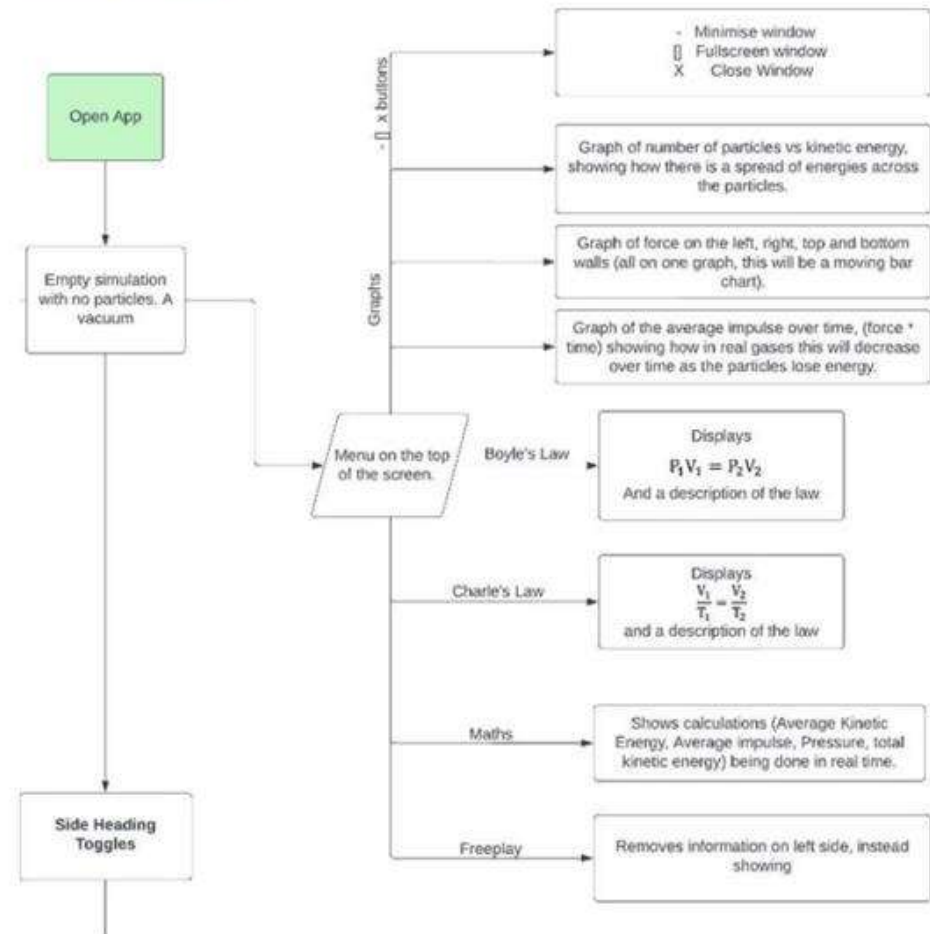 - Minimise window
[] Fullscreen window
X Close Window
- [] x buttons
Open App
Graph of number of particles vs kinetic energy,
showing how there is a spread of energies across
the particles.
Empty simulation
with no particles. A
vacuum
Graphs
Graph of force on the left, right, top and bottom
walls (all on one graph, this will be a moving bar
chart).
Graph of the average impulse over time, (force *
time) showing how in real gases this will decrease
over time as the particles lose energy.
Menu on the top
of the screen.
Boyle's Law
Displays
P₁V₁ = P₂V₂
And a description of the law
Charle's Law
Displays
V₁/T₁ = V₂/T₂
and a description of the law
Maths
Shows calculations (Average Kinetic
Energy, Average impulse, Pressure, total
kinetic energy) being done in real time.
Side Heading
Toggles
Freeplay
Removes information on left side, instead
showing